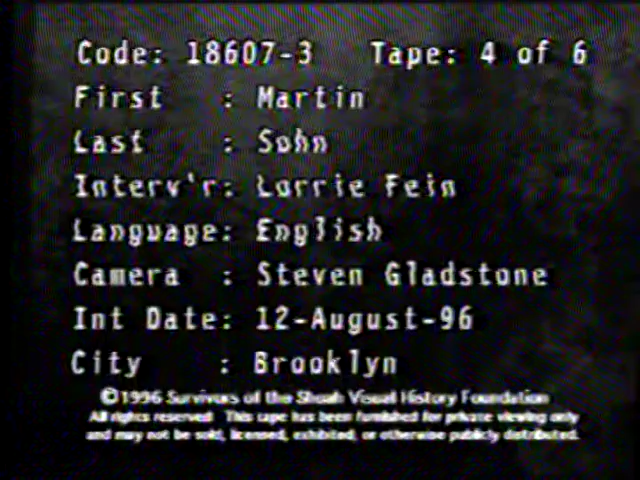 Code: 18607-3 Tape: 4 of 6
First : Martin
Last : Sohn
Interv'r: Lorrie Fein
Language: English
Camera : Steven Gladstone
Int Date: 12-August-96
City : Brooklyn
©1996 Survivors of the Shoah Visual History Foundation
All rights reserved This tape has been furnished for private viewing only
and may not be sold, licensed, exhibited, or otherwise publicly distributed.